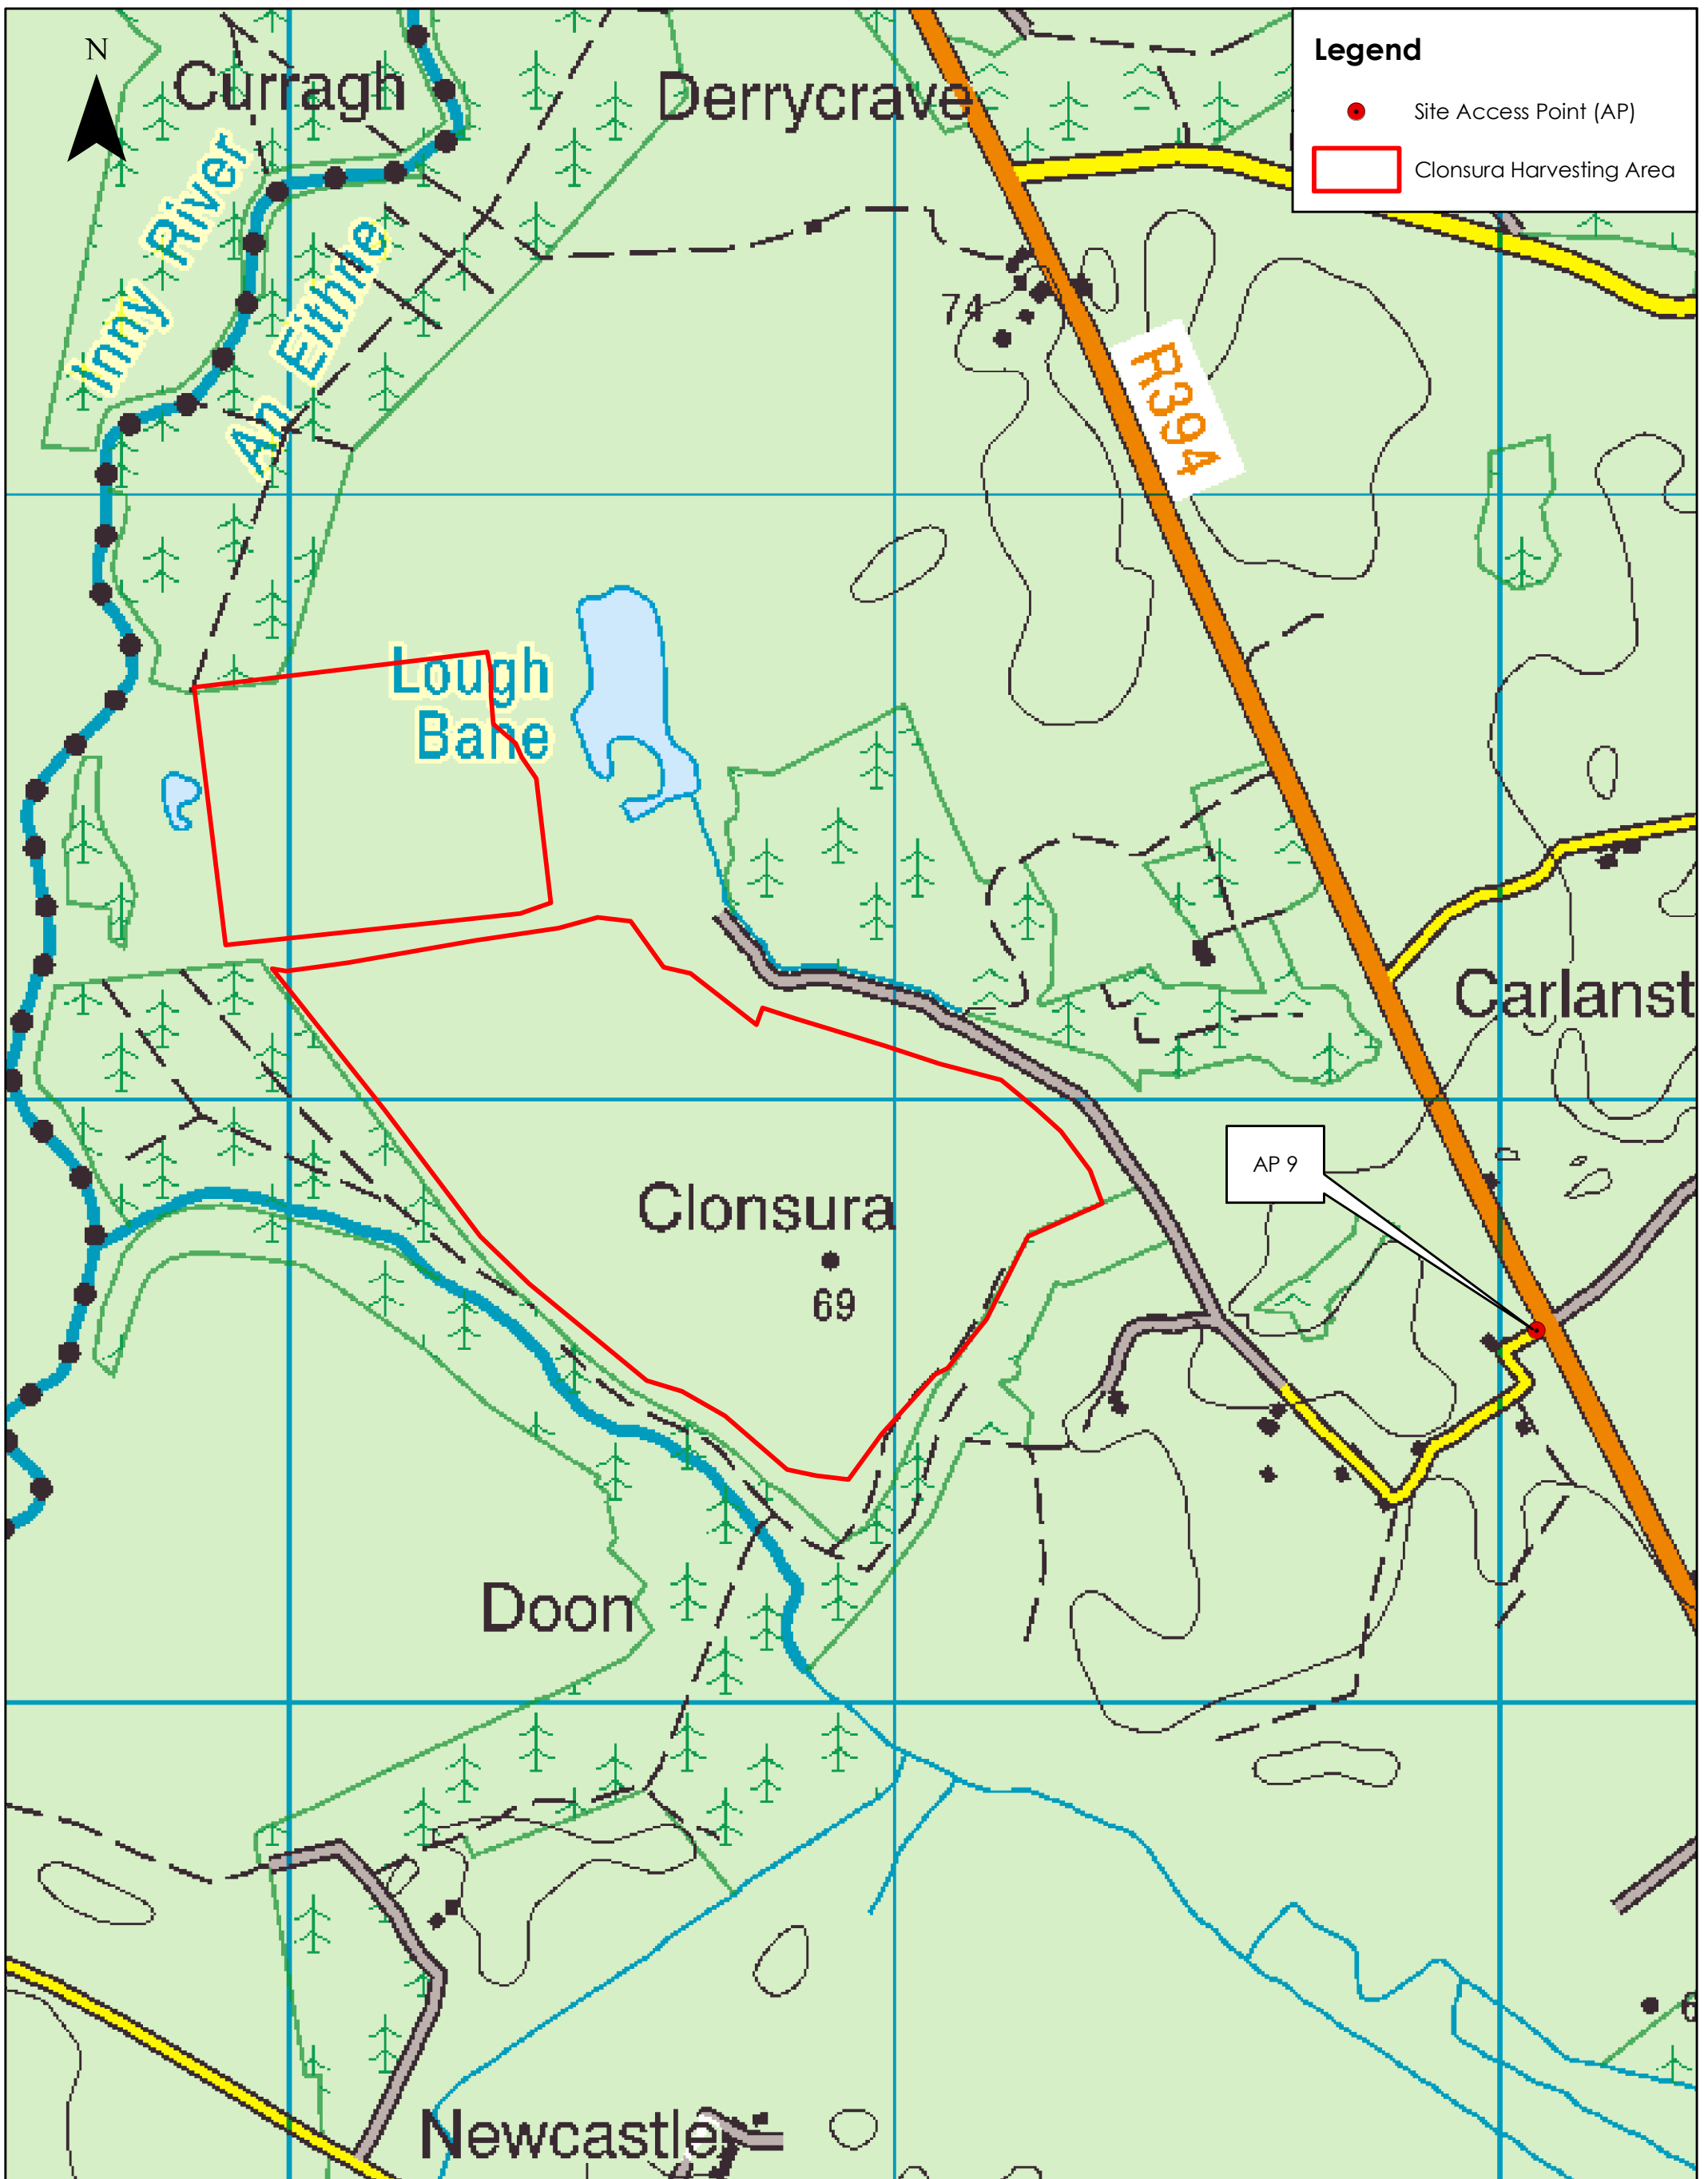 Legend
Site Access Point (AP)
Clonsura Harvesting Area
N
Curragh
Derrycrave
Inny River
An Eithne
74
R394
Lough
Bane
Carlanst
AP 9
Clonsura
69
Doon
Newcastle